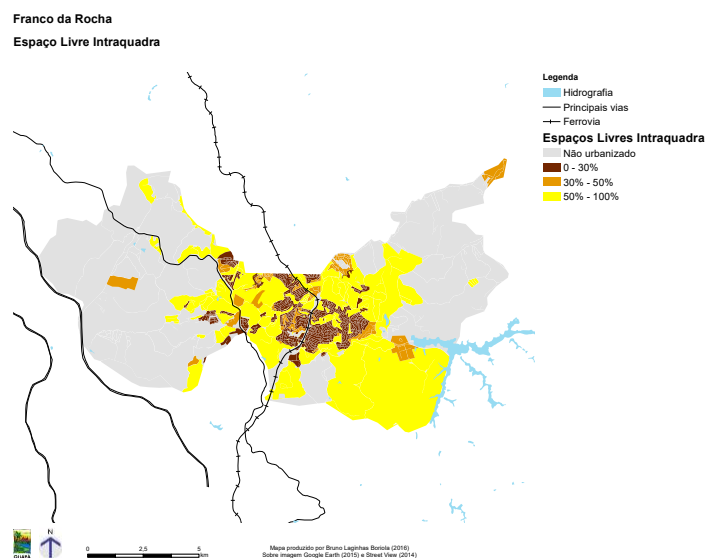 Franco da Rocha
Espaço Livre Intraquadra
Legenda
Hidrografia
Principais vias
Ferrovia
Espaços Livres Intraquadra
Não urbanizado
0 - 30%
30% - 50%
50% - 100%
QUAPÁ
N
0 2,5 5
km
Mapa produzido por Bruno Laginhas Boriola (2016)
Sobre imagem Google Earth (2015) e Street View (2014)